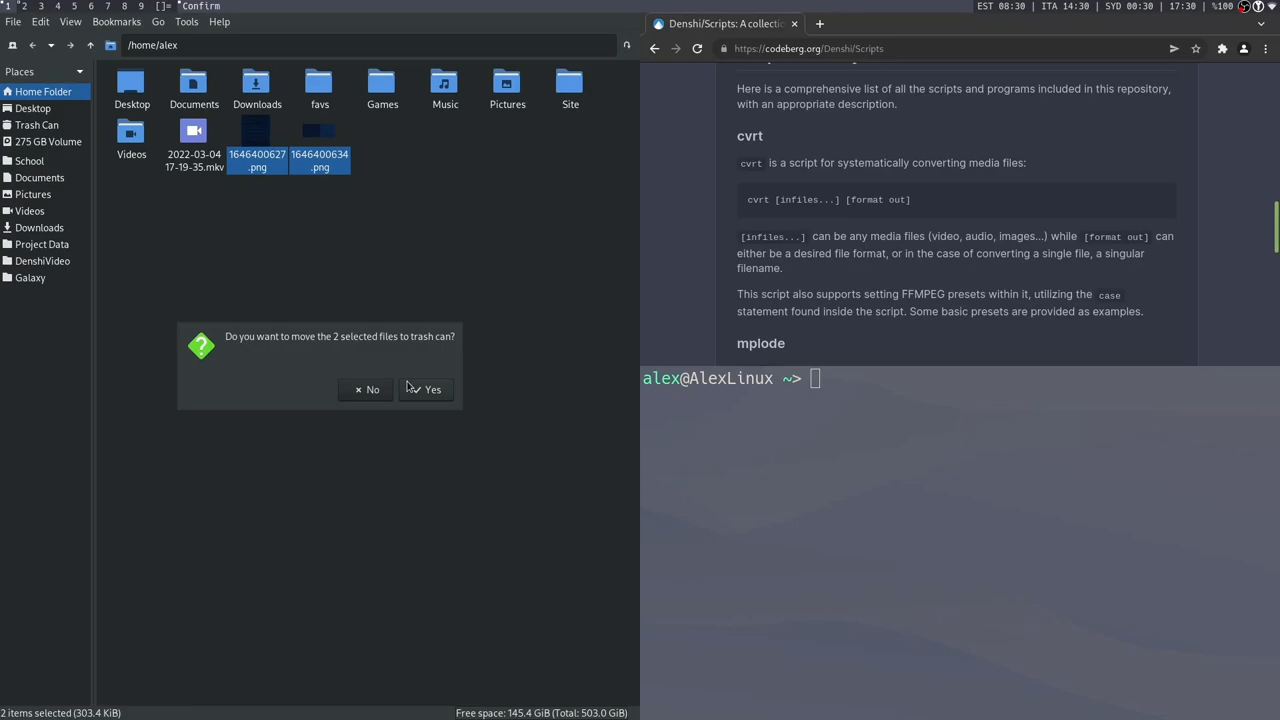 1 2 3 4 5 6 7 8 9 []= Confirm
EST 08:30 | ITA 14:30 | SYD 00:30 | 17:30 | %100
File Edit View Bookmarks Go Tools Help
/home/alex
Places
Home Folder
Desktop
Trash Can
275 GB Volume
School
Documents
Pictures
Videos
Downloads
Project Data
DenshiVideo
Galaxy
Desktop Documents Downloads favs Games Music Pictures Site
Videos 2022-03-04 1646400627 1646400634
17-19-35.mkv .png .png
Do you want to move the 2 selected files to trash can?
No Yes
2 items selected (303.4 KiB)
Free space: 145.4 GiB (Total: 503.0 GiB)
Denshi/Scripts: A collectio
https://codeberg.org/Denshi/Scripts
Here is a comprehensive list of all the scripts and programs included in this repository,
with an appropriate description.
cvrt
cvrt is a script for systematically converting media files:
cvrt [infiles...] [format out]
[infiles...] can be any media files (video, audio, images...) while [format out] can
either be a desired file format, or in the case of converting a single file, a singular
filename.
This script also supports setting FFMPEG presets within it, utilizing the case
statement found inside the script. Some basic presets are provided as examples.
mplode
alex@AlexLinux ~>